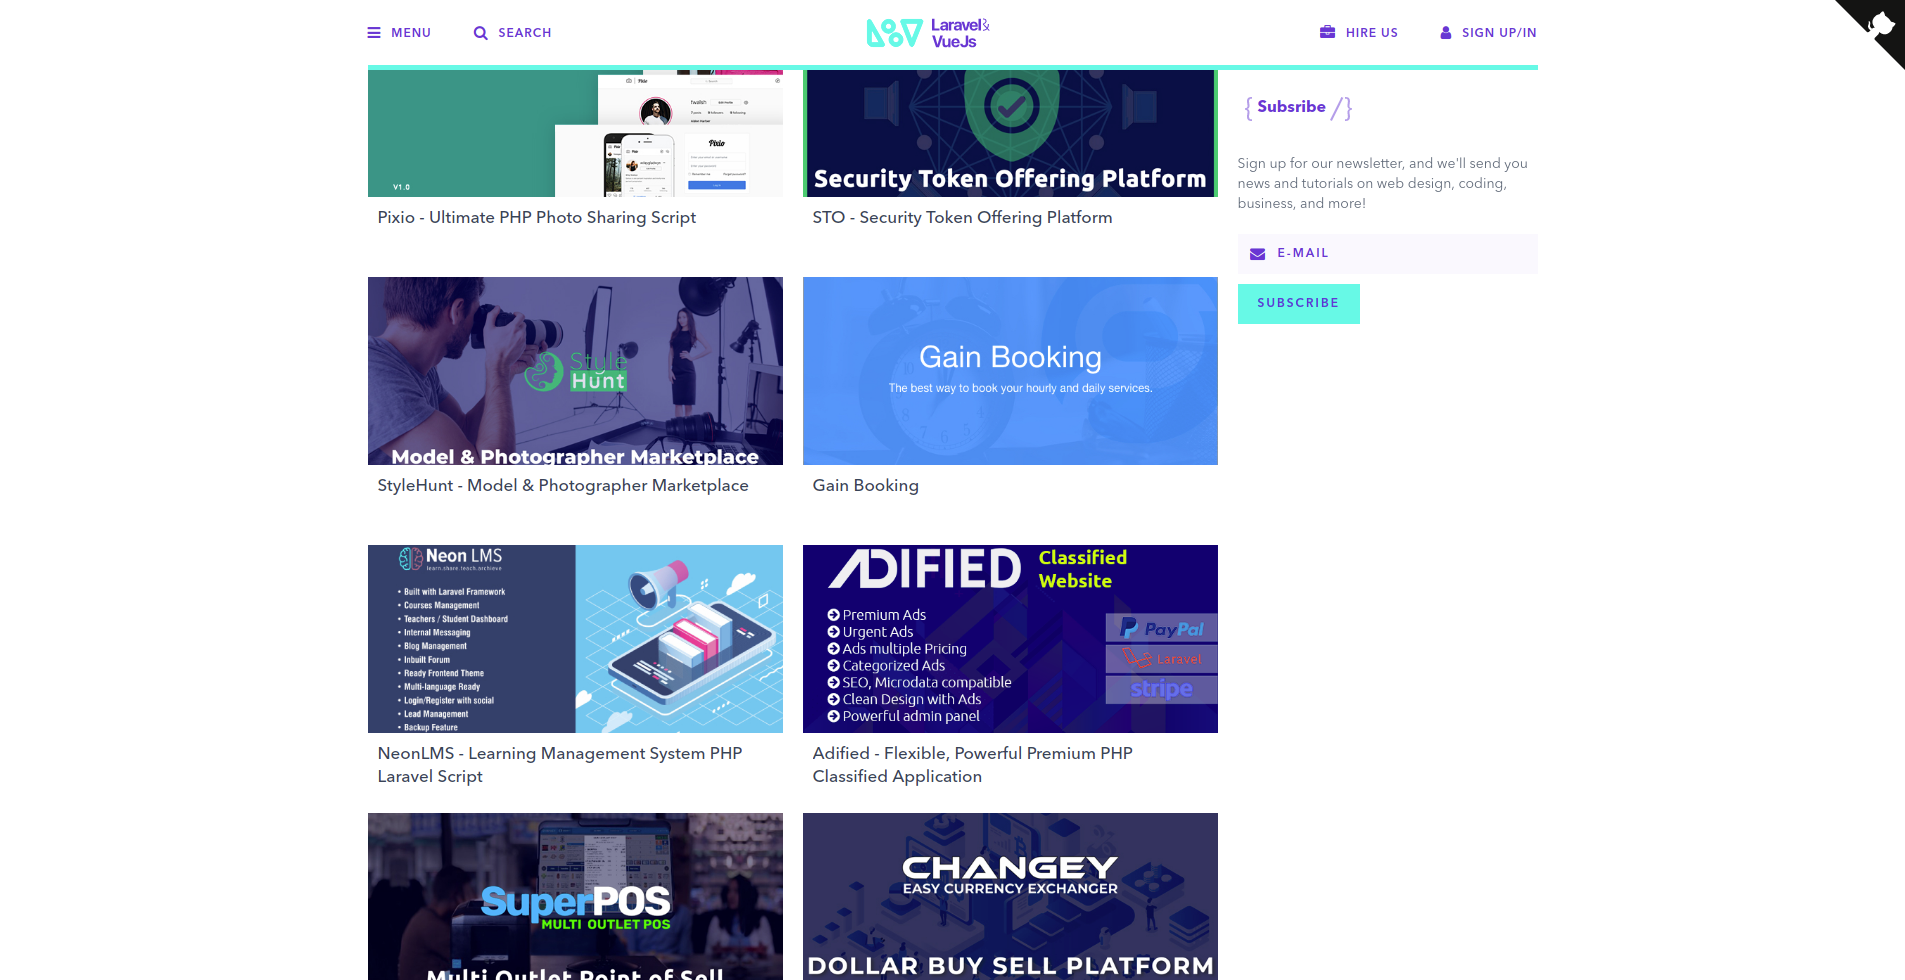 MENU
SEARCH
Laravel&
VueJs
HIRE US
SIGN UP/IN
Pixio
fwalish
Pixio
V1.0
Pixio - Ultimate PHP Photo Sharing Script
Security Token Offering Platform
STO - Security Token Offering Platform
{ Subsribe /}
Sign up for our newsletter, and we'll send you
news and tutorials on web design, coding,
business, and more!
E-MAIL
SUBSCRIBE
Style
Hunt
Model & Photographer Marketplace
StyleHunt - Model & Photographer Marketplace
Gain Booking
The best way to book your hourly and daily services.
Gain Booking
Neon LMS
learn.share teach.archieve
• Built with Laravel Framework
• Courses Management
• Teachers / Student Dashboard
• Internal Messaging
• Blog Management
• Inbuilt Forum
• Ready Frontend Theme
• Multi-language Ready
• Login/Register with social
• Lead Management
• Backup Feature
NeonLMS - Learning Management System PHP
Laravel Script
ADIFIED
Classified
Website
Premium Ads
Urgent Ads
Ads multiple Pricing
Categorized Ads
SEO, Microdata compatible
Clean Design with Ads
Powerful admin panel
PayPal
Laravel
stripe
Adified - Flexible, Powerful Premium PHP
Classified Application
SuperPOS
MULTI OUTLET POS
Multi Outlet Point of Sell
CHANGEY
EASY CURRENCY EXCHANGER
DOLLAR BUY SELL PLATFORM